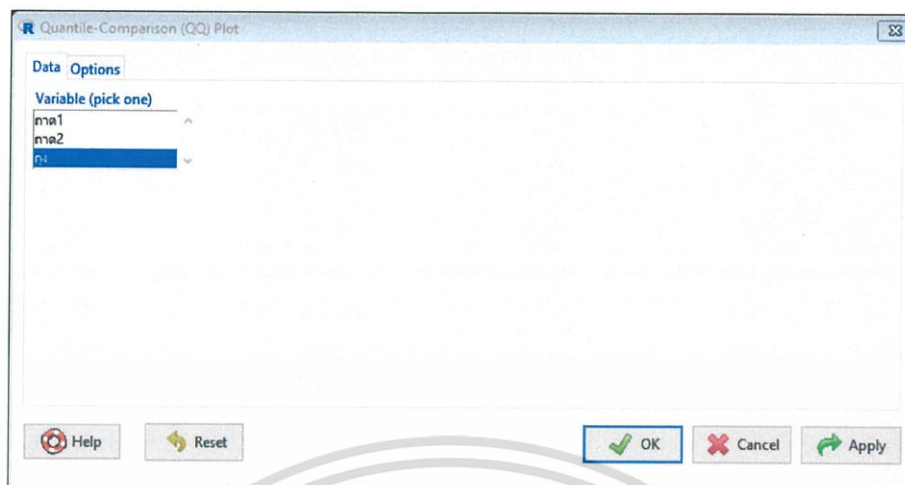 R Quantile-Comparison (QQ) Plot
Data Options
Variable (pick one)
ภาค1
ภาค2
Help Reset OK Cancel Apply